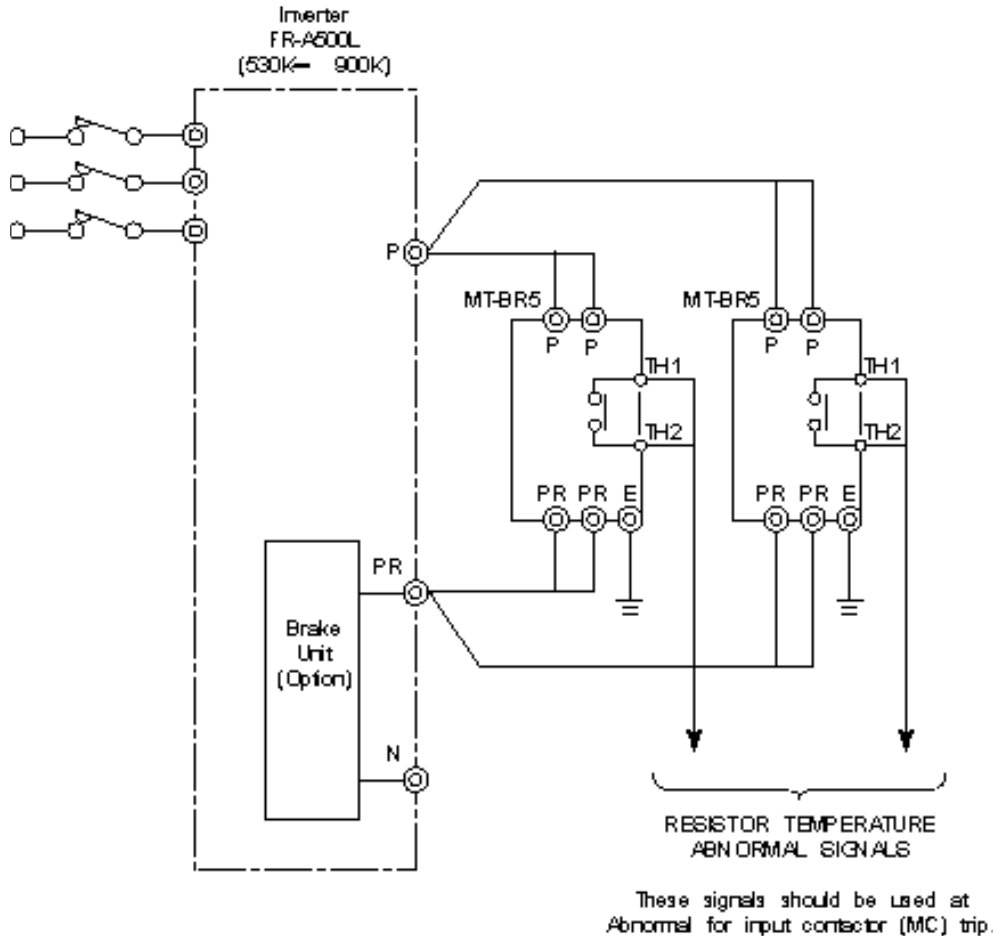 Inverter
FR-A500L
(530K— 900K)
P
MT-BR5
MT-BR5
P P
P P
TH1
TH1
TH2
TH2
PR PR E
PR PR E
PR
Brake
Unit
(Option)
N
RESISTOR TEMPERATURE
ABNORMAL SIGNALS
These signals should be used at
Abnormal for input contactor (MC) trip.